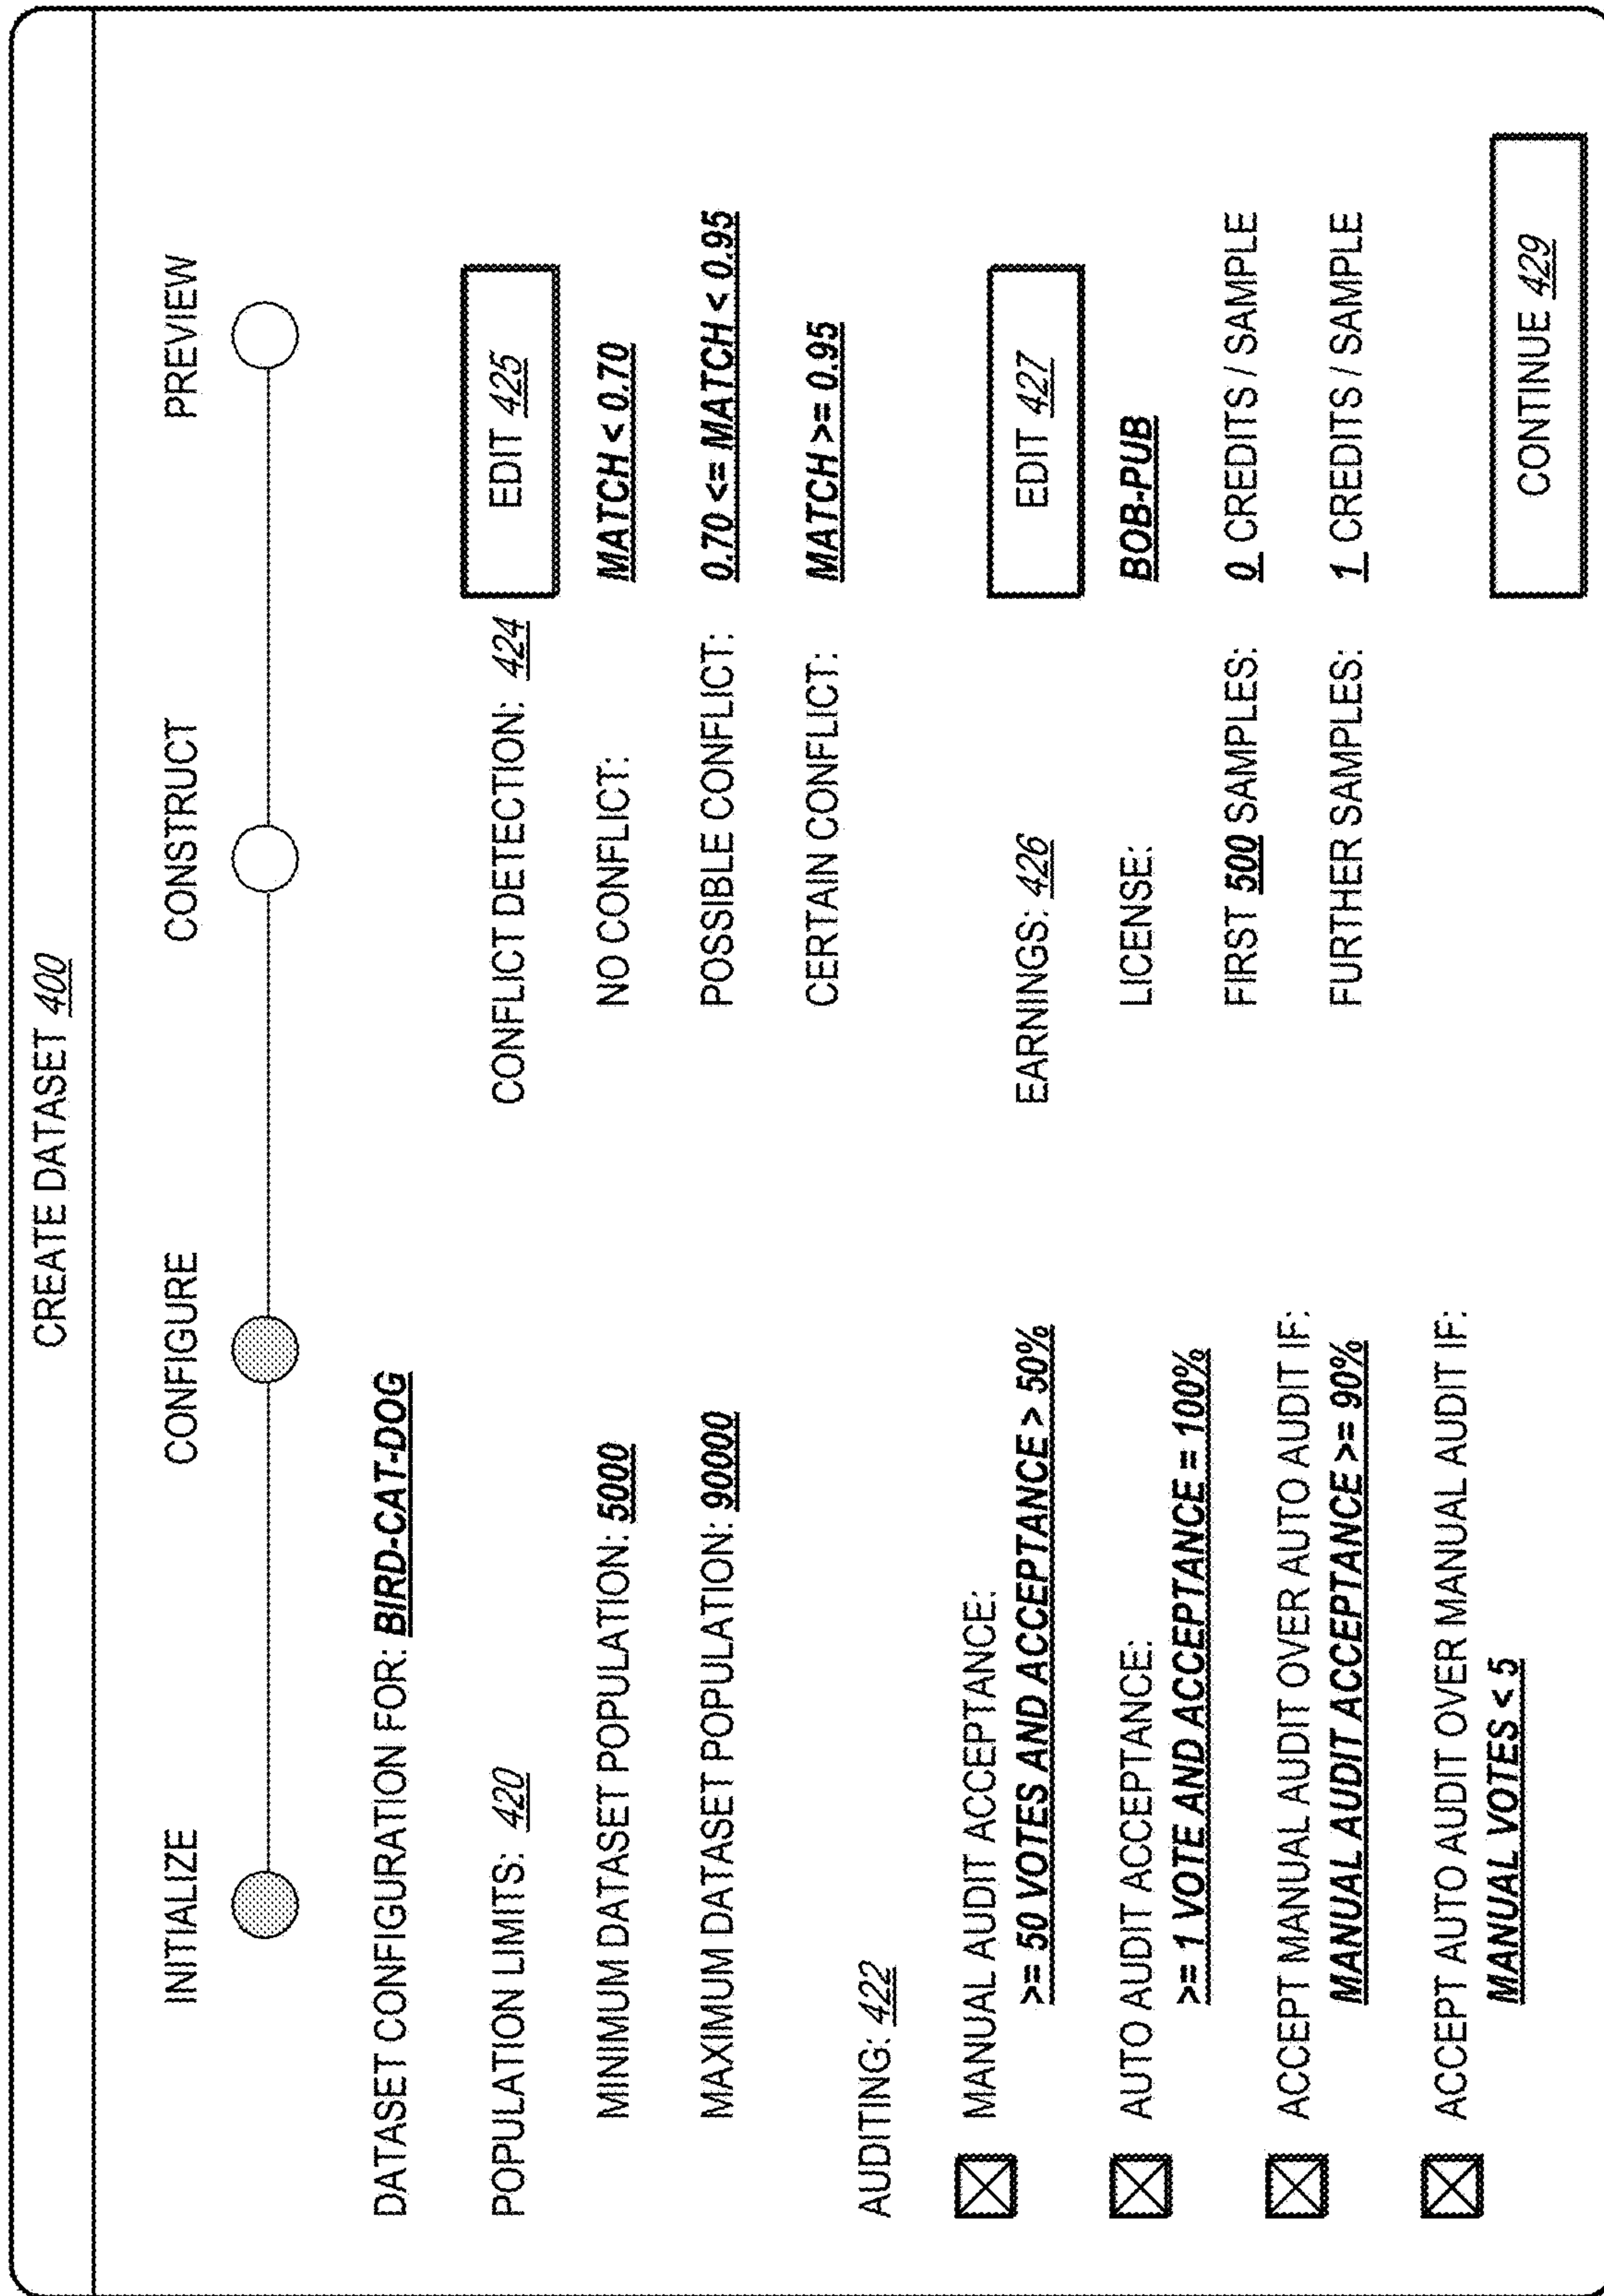 CREATE DATASET 400
INITIALIZE
CONFIGURE
CONSTRUCT
PREVIEW
DATASET CONFIGURATION FOR: BIRD-CAT-DOG
POPULATION LIMITS: 420
MINIMUM DATASET POPULATION: 5000
MAXIMUM DATASET POPULATION: 90000
AUDITING: 422
MANUAL AUDIT ACCEPTANCE:
>= 50 VOTES AND ACCEPTANCE > 50%
AUTO AUDIT ACCEPTANCE:
>= 1 VOTE AND ACCEPTANCE = 100%
ACCEPT MANUAL AUDIT OVER AUTO AUDIT IF:
MANUAL AUDIT ACCEPTANCE >= 90%
ACCEPT AUTO AUDIT OVER MANUAL AUDIT IF:
MANUAL VOTES < 5
CONFLICT DETECTION: 424
EDIT 425
NO CONFLICT: MATCH < 0.70
POSSIBLE CONFLICT: 0.70 <= MATCH < 0.95
CERTAIN CONFLICT: MATCH >= 0.95
EARNINGS: 426
EDIT 427
LICENSE: BOB-PUB
FIRST 500 SAMPLES: 0 CREDITS / SAMPLE
FURTHER SAMPLES: 1 CREDITS / SAMPLE
CONTINUE 429